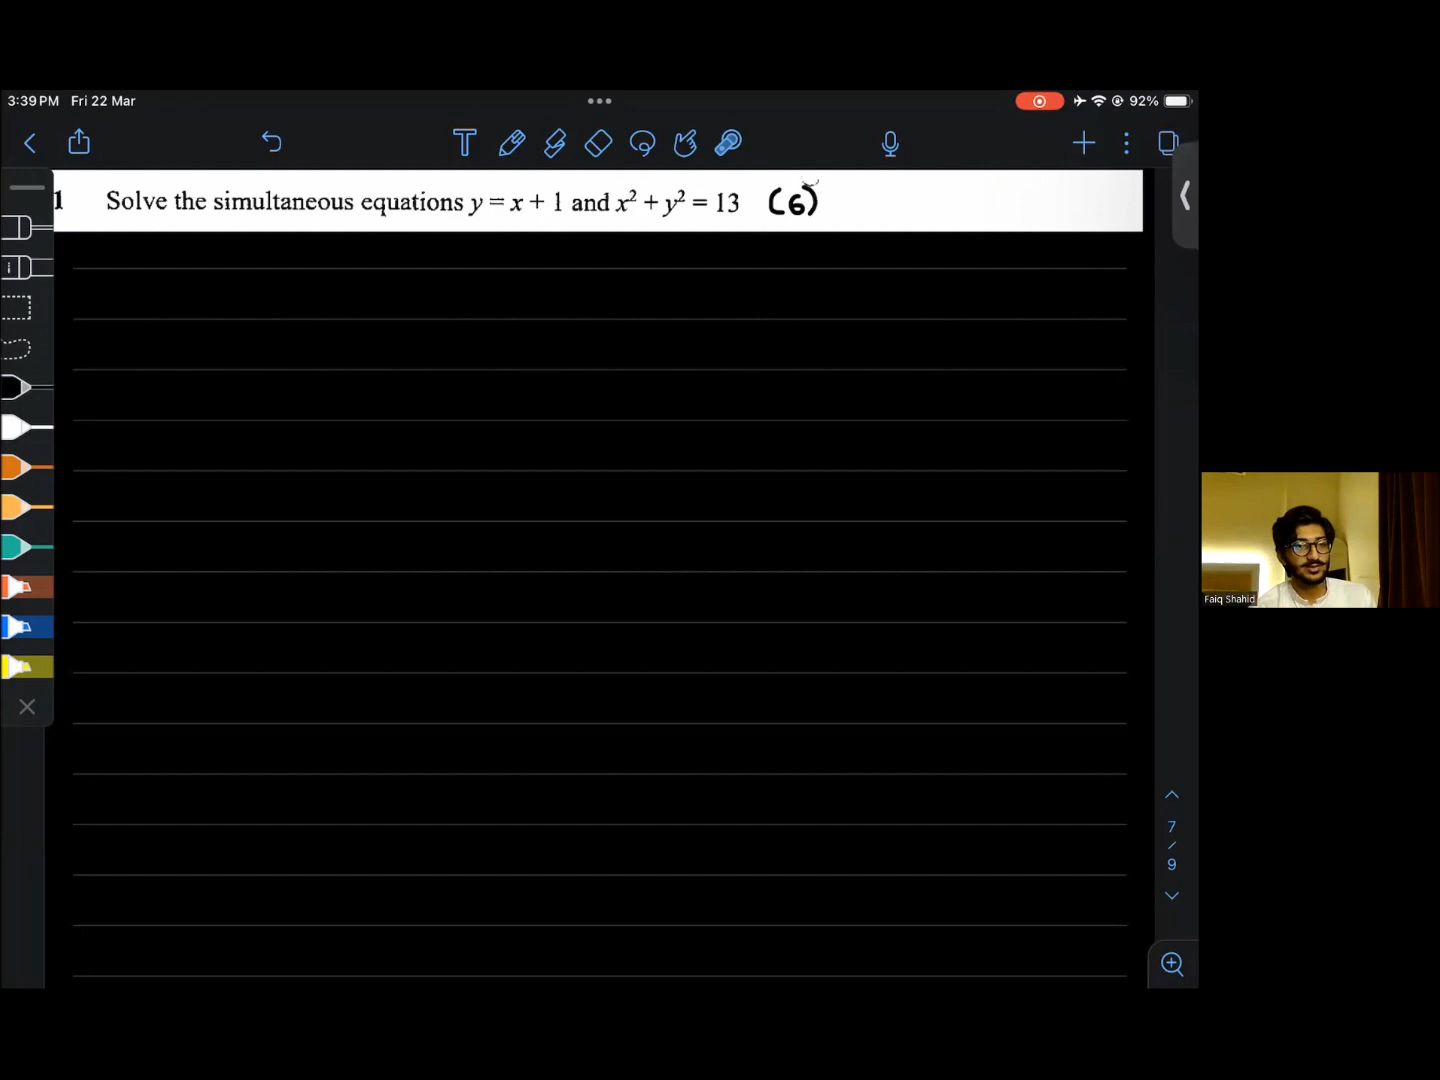 3:39 PM Fri 22 Mar
92%
1 Solve the simultaneous equations y = x + 1 and x² + y² = 13 (6)
Faiq Shahid
7
/
9